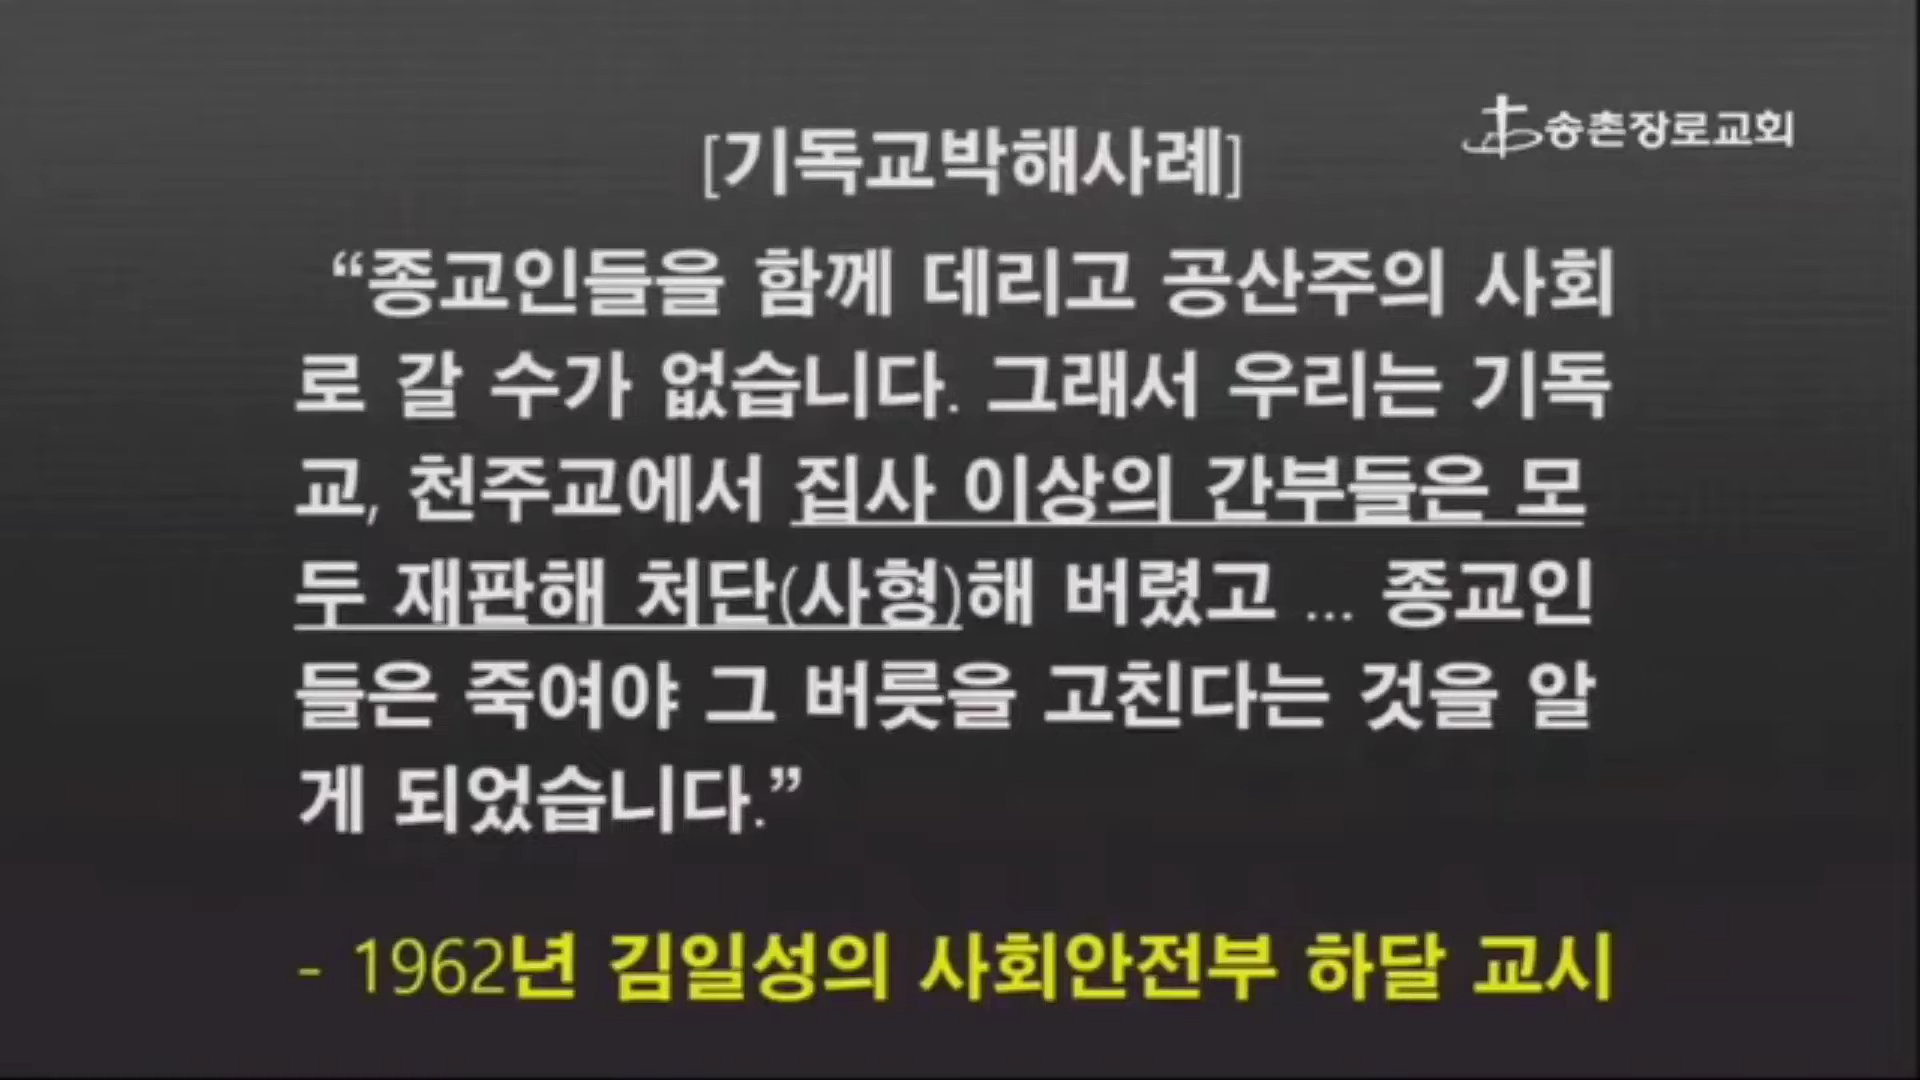 송촌장로교회
[기독교박해사례]
“종교인들을 함께 데리고 공산주의 사회
로 갈 수가 없습니다. 그래서 우리는 기독
교, 천주교에서 집사 이상의 간부들은 모
두 재판해 처단(사형)해 버렸고 ... 종교인
들은 죽여야 그 버릇을 고친다는 것을 알
게 되었습니다.”
- 1962년 김일성의 사회안전부 하달 교시